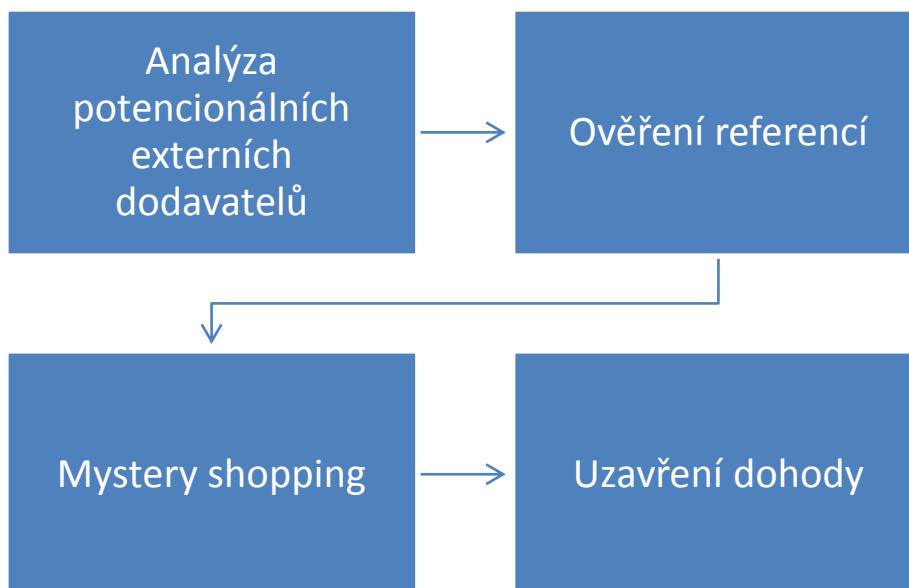 Analýza
potencionálních
externích
dodavatelů
Ověření referencí
Mystery shopping
Uzavření dohody